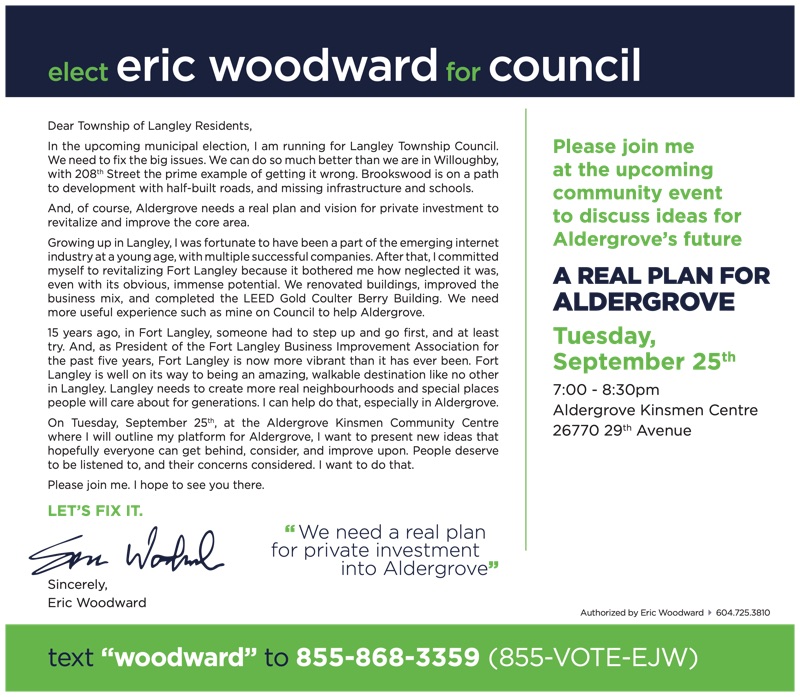 elect eric woodward for council
Dear Township of Langley Residents,
In the upcoming municipal election, I am running for Langley Township Council.
We need to fix the big issues. We can do so much better than we are in Willoughby,
with 208th Street the prime example of getting it wrong. Brookswood is on a path
to development with half-built roads, and missing infrastructure and schools.
And, of course, Aldergrove needs a real plan and vision for private investment to
revitalize and improve the core area.
Growing up in Langley, I was fortunate to have been a part of the emerging internet
industry at a young age, with multiple successful companies. After that, I committed
myself to revitalizing Fort Langley because it bothered me how neglected it was,
even with its obvious, immense potential. We renovated buildings, improved the
business mix, and completed the LEED Gold Coulter Berry Building. We need
more useful experience such as mine on Council to help Aldergrove.
15 years ago, in Fort Langley, someone had to step up and go first, and at least
try. And, as President of the Fort Langley Business Improvement Association for
the past five years, Fort Langley is now more vibrant than it has ever been. Fort
Langley is well on its way to being an amazing, walkable destination like no other
in Langley. Langley needs to create more real neighbourhoods and special places
people will care about for generations. I can help do that, especially in Aldergrove.
On Tuesday, September 25th, at the Aldergrove Kinsmen Community Centre
where I will outline my platform for Aldergrove, I want to present new ideas that
hopefully everyone can get behind, consider, and improve upon. People deserve
to be listened to, and their concerns considered. I want to do that.
Please join me. I hope to see you there.
LET'S FIX IT.
Eric Woodward
Sincerely,
Eric Woodward
“We need a real plan
for private investment
into Aldergrove”
Please join me
at the upcoming
community event
to discuss ideas for
Aldergrove's future
A REAL PLAN FOR
ALDERGROVE
Tuesday,
September 25th
7:00 - 8:30pm
Aldergrove Kinsmen Centre
26770 29th Avenue
Authorized by Eric Woodward 604.725.3810
text “woodward” to 855-868-3359 (855-VOTE-EJW)